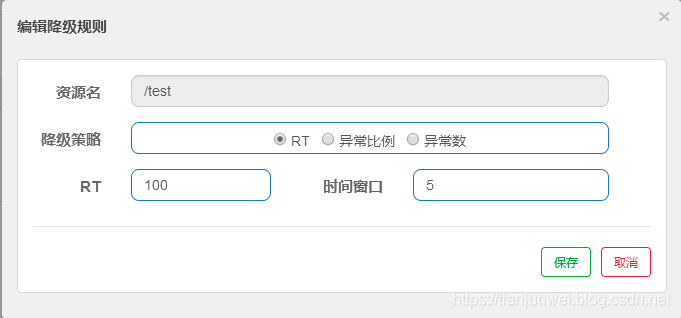 编辑降级规则 ×
资源名 /test
降级策略 RT 异常比例 异常数
RT 100 时间窗口 5
保存 取消
https://tianjunwei.blog.csdn.net